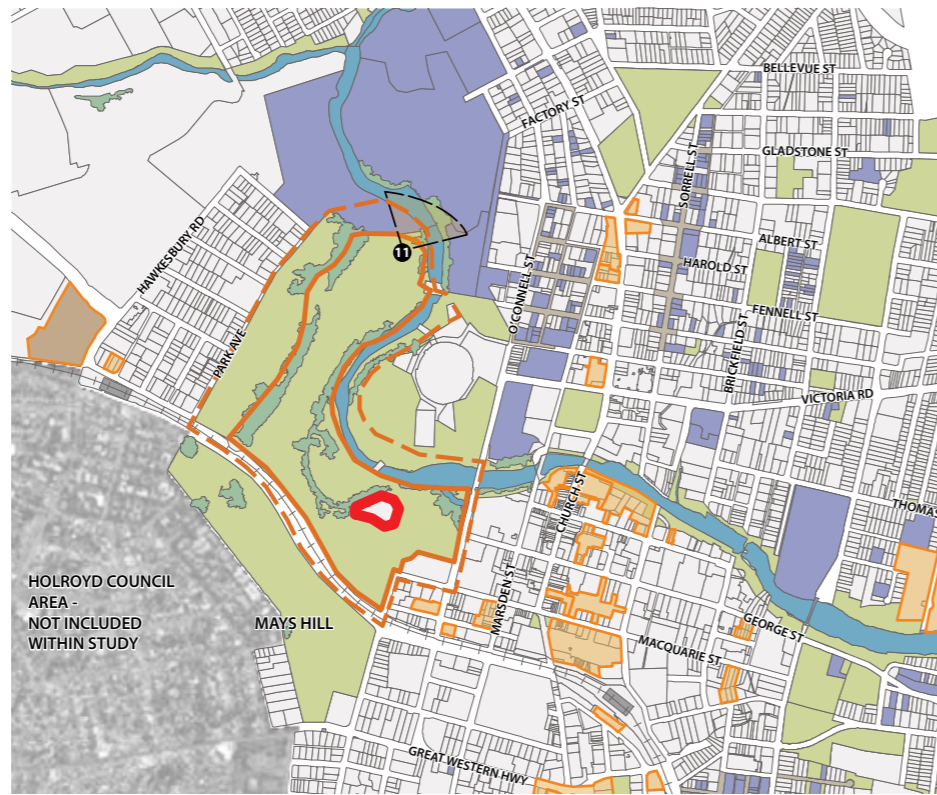 BELLEVUE ST
FACTORY ST
GLADSTONE ST
SORRELL ST
HAWKESBURY RD
ALBERT ST
11
HAROLD ST
O'CONNELL ST
FENNELL ST
PARK AVE
BRICKFIELD ST
VICTORIA RD
CHURCH ST
THOMAS
HOLROYD COUNCIL
AREA -
NOT INCLUDED
WITHIN STUDY
MAYS HILL
MARSDEN ST
GEORGE ST
MACQUARIE ST
GREAT WESTERN HWY